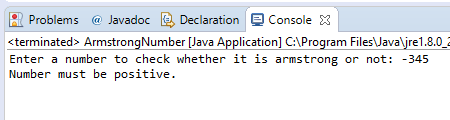 Problems @ Javadoc Declaration Console
<terminated> ArmstrongNumber [Java Application] C:\Program Files\Java\jre1.8.0_2
Enter a number to check whether it is armstrong or not: -345
Number must be positive.